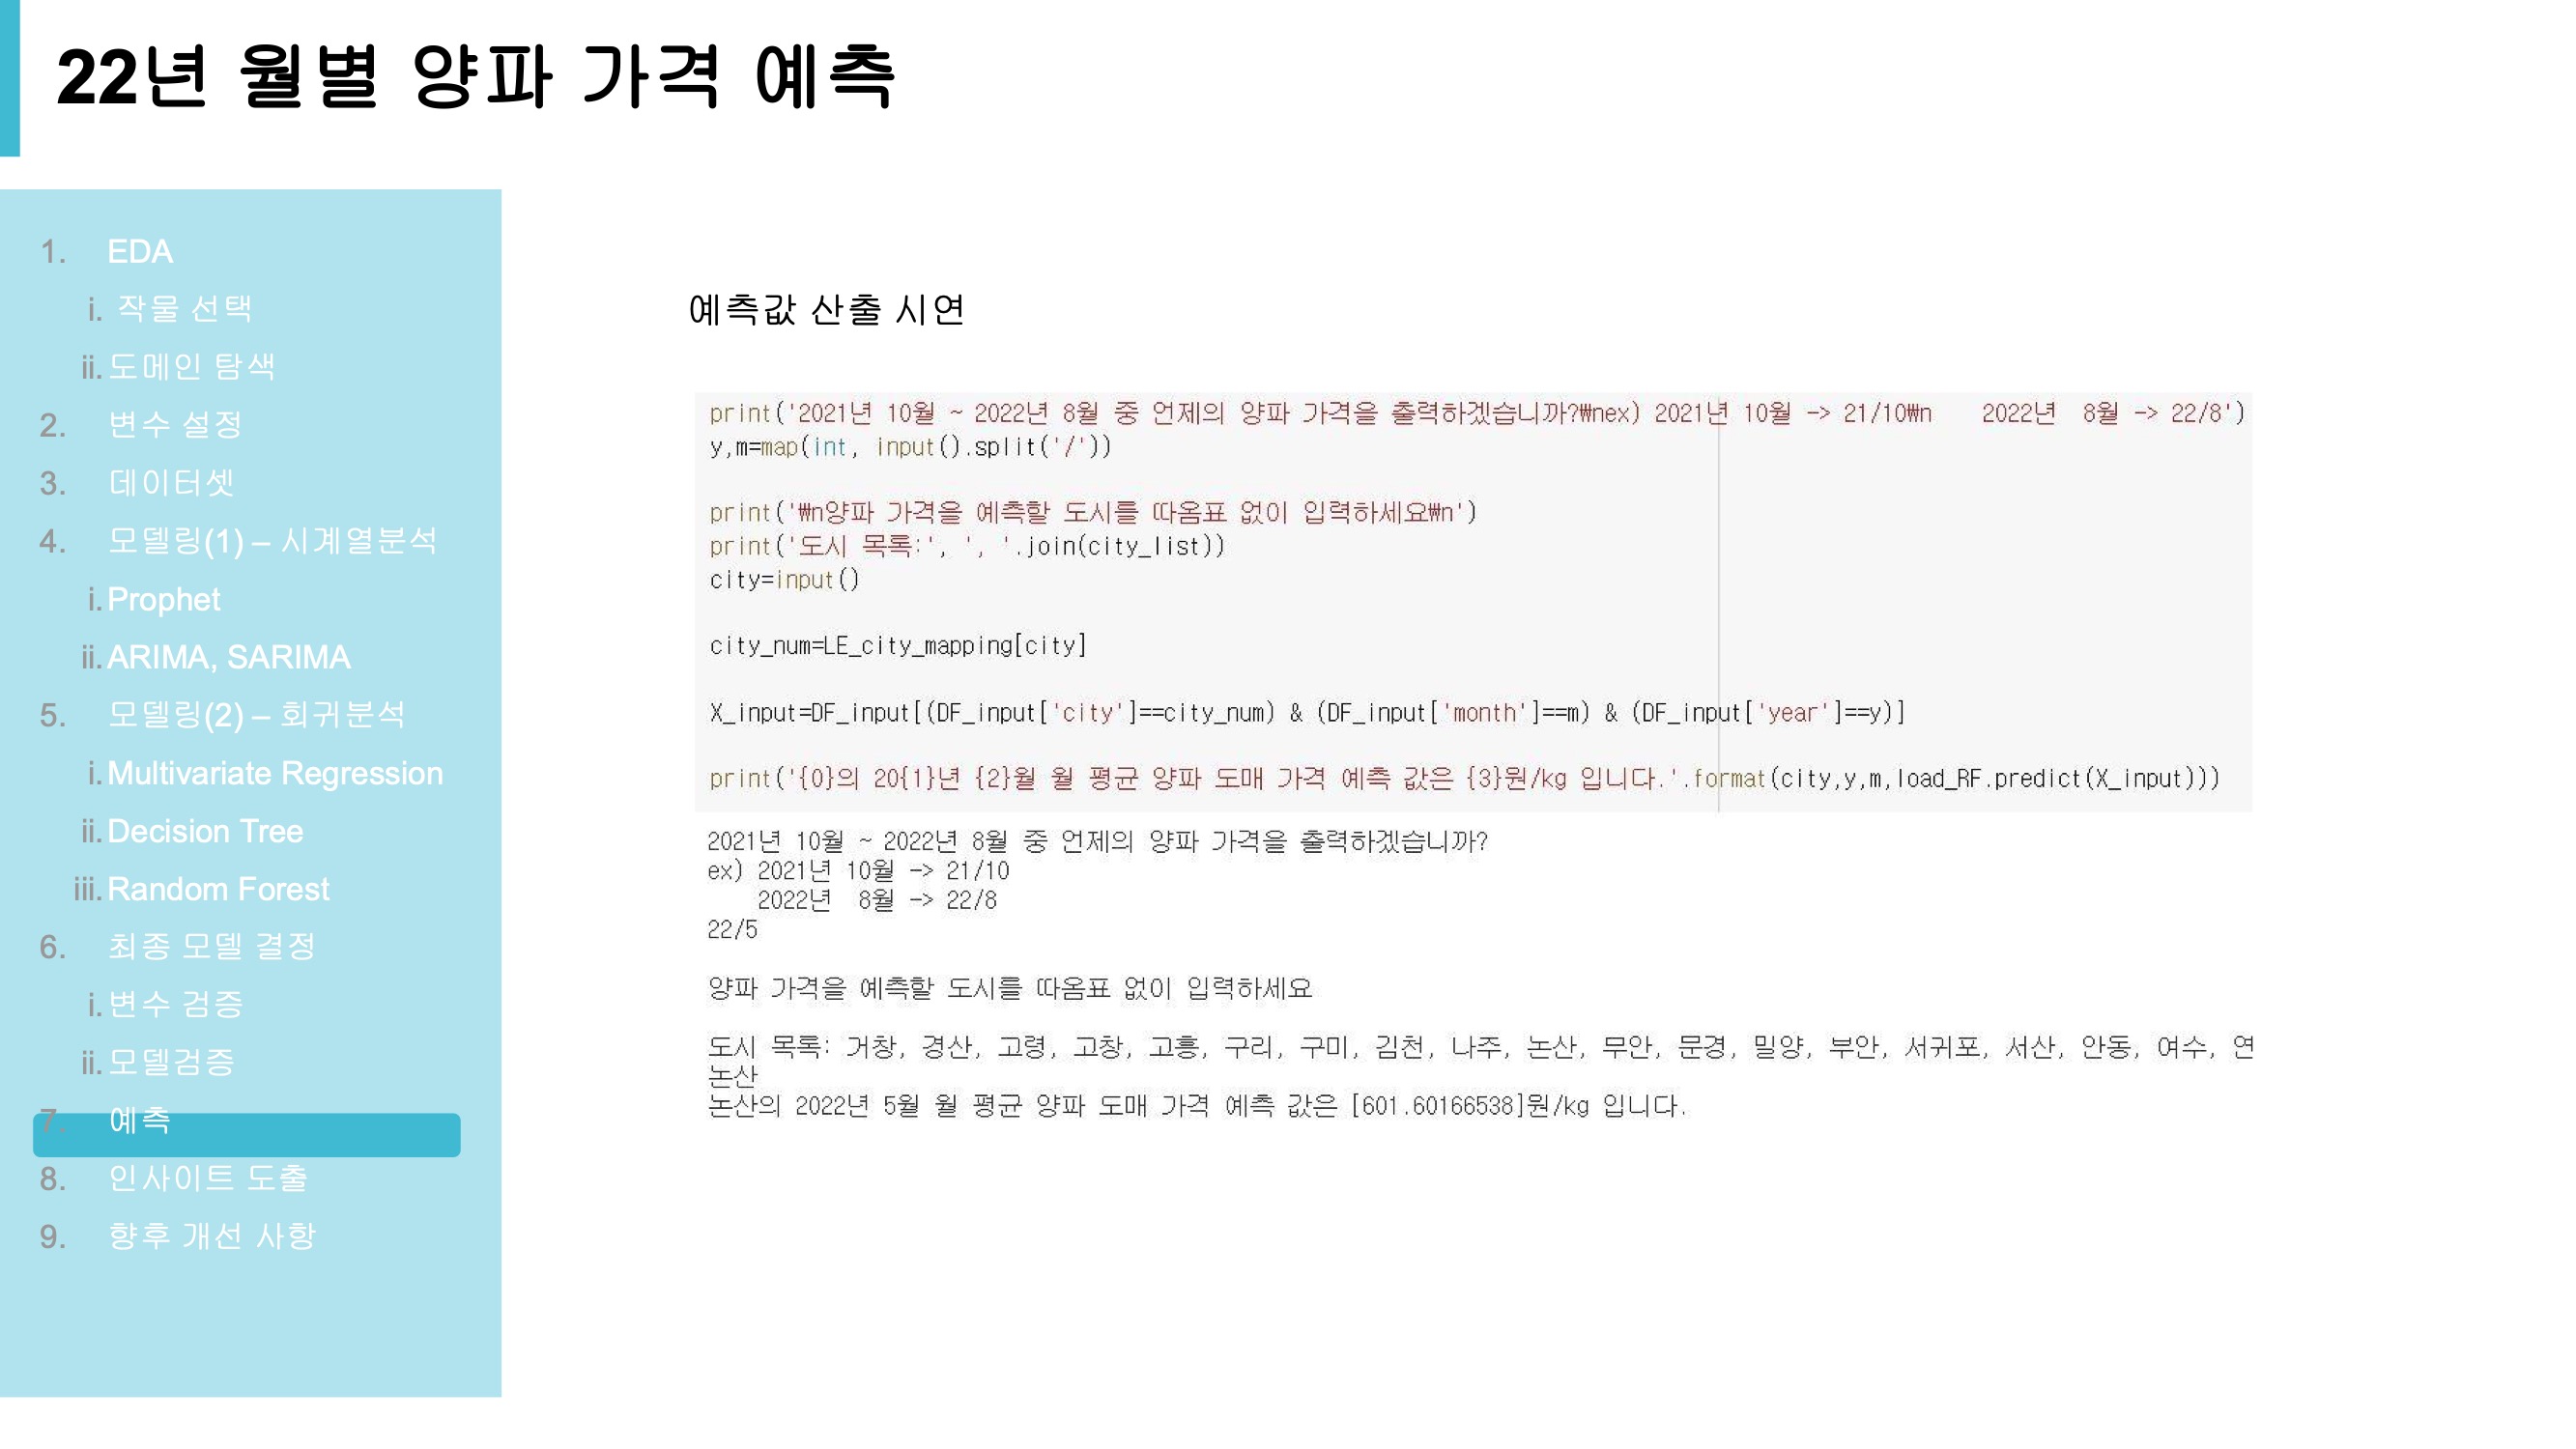 22년 월별 양파 가격 예측
1. EDA
i. 작물 선택
ii. 도메인 탐색
2. 변수 설정
3. 데이터셋
4. 모델링(1) – 시계열분석
i. Prophet
ii. ARIMA, SARIMA
5. 모델링(2) – 회귀분석
i. Multivariate Regression
ii. Decision Tree
iii. Random Forest
6. 최종 모델 결정
i. 변수 검증
ii. 모델검증
7. 예측
8. 인사이트 도출
9. 향후 개선 사항
예측값 산출 시연
print('2021년 10월 ~ 2022년 8월 중 언제의 양파 가격을 출력하겠습니까?₩nex) 2021년 10월 -> 21/10₩n    2022년  8월 -> 22/8')
y,m=map(int, input().split('/'))
print('₩n양파 가격을 예측할 도시를 따옴표 없이 입력하세요₩n')
print('도시 목록:', ', '.join(city_list))
city=input()
city_num=LE_city_mapping[city]
X_input=DF_input[(DF_input['city']==city_num) & (DF_input['month']==m) & (DF_input['year']==y)]
print('{0}의 20{1}년 {2}월 월 평균 양파 도매 가격 예측 값은 {3}원/kg 입니다.'.format(city,y,m,load_RF.predict(X_input)))
2021년 10월 ~ 2022년 8월 중 언제의 양파 가격을 출력하겠습니까?
ex) 2021년 10월 -> 21/10
2022년  8월 -> 22/8
22/5
양파 가격을 예측할 도시를 따옴표 없이 입력하세요
도시 목록: 거창, 경산, 고령, 고창, 고흥, 구리, 구미, 김천, 나주, 논산, 무안, 문경, 밀양, 부안, 서귀포, 서산, 안동, 여수, 연
논산
논산의 2022년 5월 월 평균 양파 도매 가격 예측 값은 [601.60166538]원/kg 입니다.